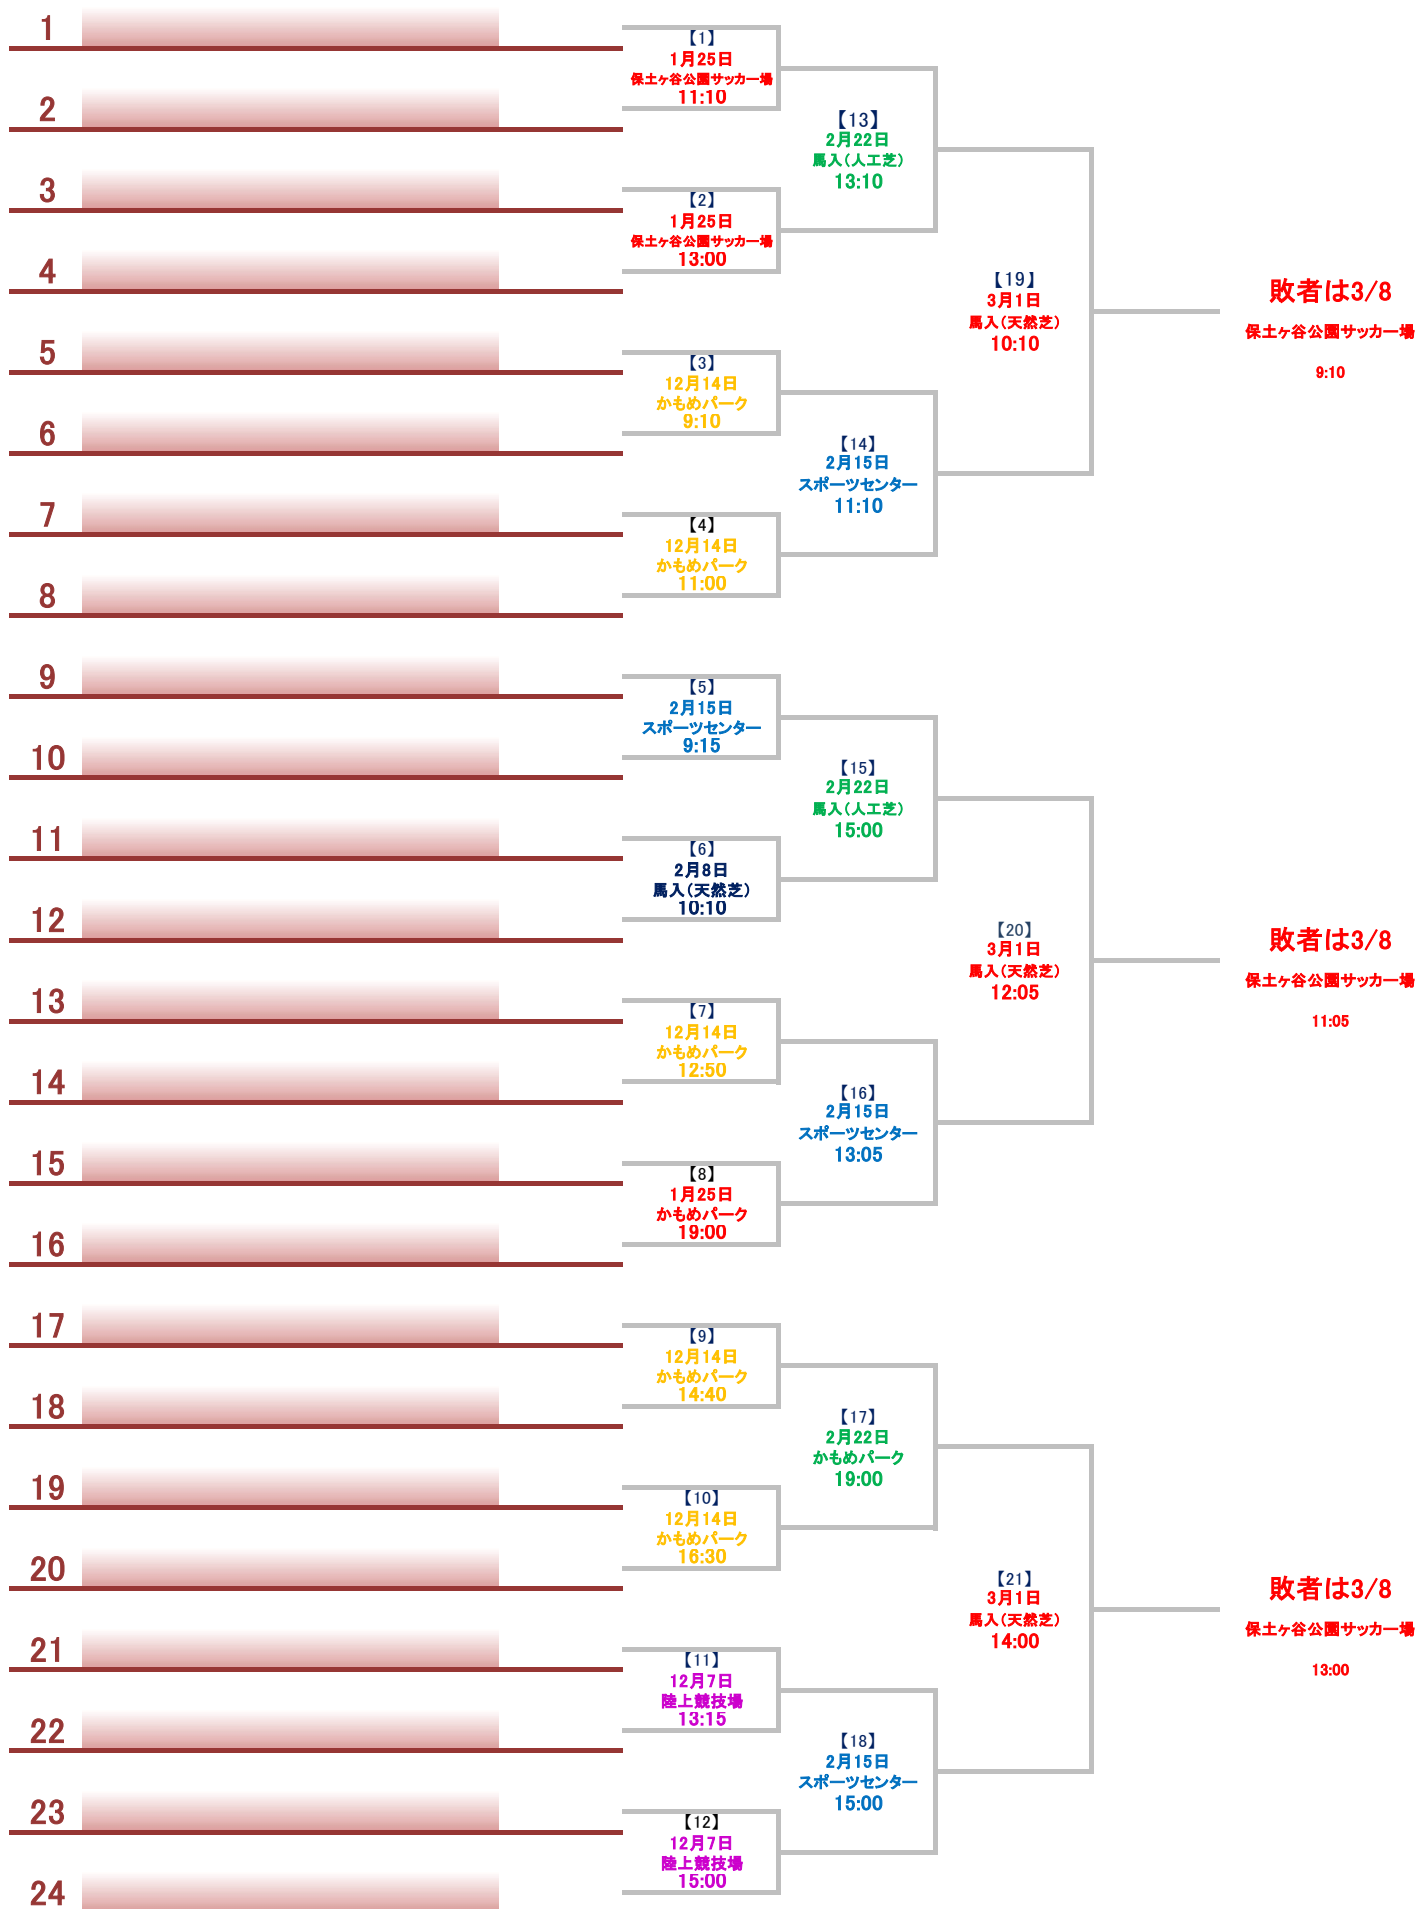 1
2
3
4
5
6
7
8
9
10
11
12
13
14
15
16
17
18
19
20
21
22
23
24
【1】
1月25日
保土ヶ谷公園サッカー場
11:10
【2】
1月25日
保土ヶ谷公園サッカー場
13:00
【3】
12月14日
かもめパーク
9:10
【4】
12月14日
かもめパーク
11:00
【5】
2月15日
スポーツセンター
9:15
【6】
2月8日
馬入(天然芝)
10:10
【7】
12月14日
かもめパーク
12:50
【8】
1月25日
かもめパーク
19:00
【9】
12月14日
かもめパーク
14:40
【10】
12月14日
かもめパーク
16:30
【11】
12月7日
陸上競技場
13:15
【12】
12月7日
陸上競技場
15:00
【13】
2月22日
馬入(人工芝)
13:10
【14】
2月15日
スポーツセンター
11:10
【15】
2月22日
馬入(人工芝)
15:00
【16】
2月15日
スポーツセンター
13:05
【17】
2月22日
かもめパーク
19:00
【18】
2月15日
スポーツセンター
15:00
【19】
3月1日
馬入(天然芝)
10:10
【20】
3月1日
馬入(天然芝)
12:05
【21】
3月1日
馬入(天然芝)
14:00
敗者は3/8
保土ヶ谷公園サッカー場
9:10
敗者は3/8
保土ヶ谷公園サッカー場
11:05
敗者は3/8
保土ヶ谷公園サッカー場
13:00